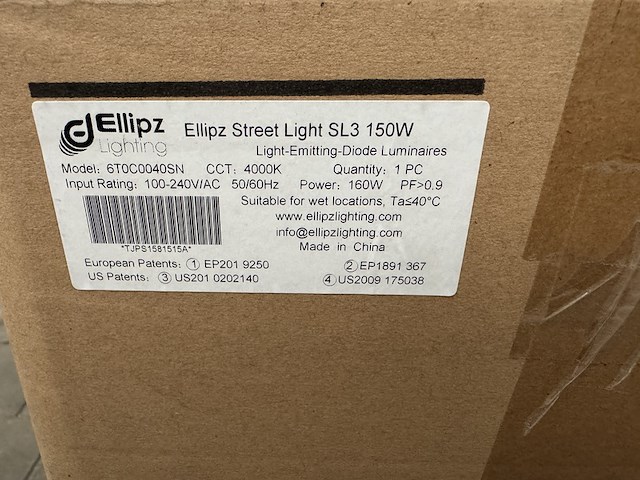 Ellipz
Lighting
Ellipz Street Light SL3 150W
Light-Emitting-Diode Luminaires
Model: 6T0C0040SN CCT: 4000K Quantity: 1 PC
Input Rating: 100-240V/AC 50/60Hz Power: 160W PF>0.9
Suitable for wet locations, Ta≤40°C
www.ellipzlighting.com
info@ellipzlighting.com
*TJPS1581515A*
Made in China
European Patents: ① EP201 9250 ② EP1891 367
US Patents: ③ US201 0202140 ④ US2009 175038